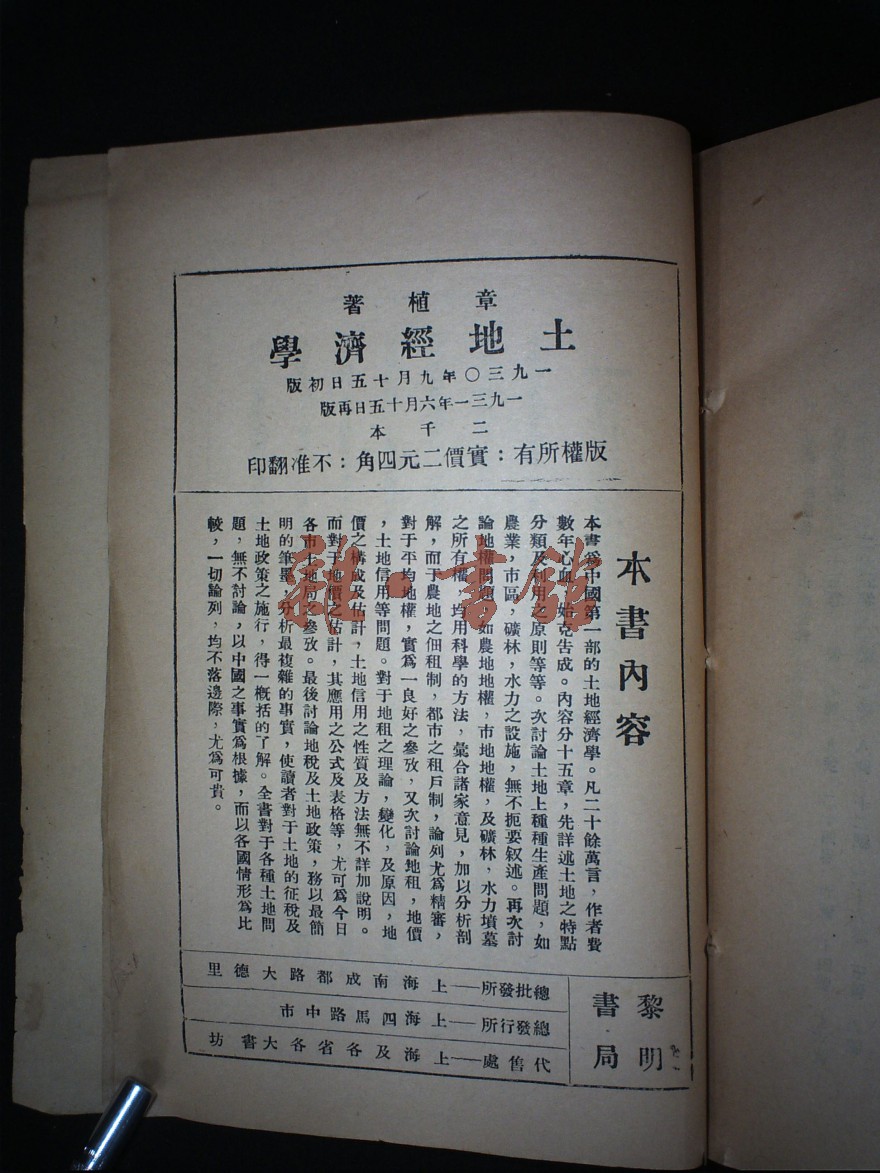 章植著
土地經濟學
一九三〇年九月十五日初版
一九三一年六月十五日再版
二千本
版權所有：實價二元四角：不准翻印
本書內容
本書爲中國第一部的土地經濟學。凡二十餘萬言，作者費
數年心血，始克告成。內容分十五章，先詳述土地之特點
分類及利用之原則等等。次討論土地上種種生產問題，如
農業，市區，礦林，水力之設施，無不扼要叙述。再次討
論地權問題，如農地地權，市地地權，及礦林，水力墳墓
之所有權，均用科學的方法，彙合諸家意見，加以分析剖
解，而于農地之佃租制，都市之租戶制，論列尤爲精審，
對于平均地權，實爲一良好之參攷，又次討論地租，地價
，土地信用等問題。對于地租之理論，變化，及原因，地
價之構成及估計，土地信用之性質及方法無不詳加說明。
而對于地價之估計，其應用之公式及表格等，尤可爲今日
各市土地局之參攷。最後討論地稅及土地政策，務以最簡
明的筆墨，分析最複雜的事實，使讀者對于土地的征稅及
土地政策之施行，得一概括的了解。全書對于各種土地問
題，無不討論，以中國之事實爲根據，而以各國情形爲比
較，一切論列，均不落邊際，尤爲可貴。
黎明
書局
總批發所——上海南成都路大德里
總發行所——上海四馬路中市
代售處——上海及各省各大書坊
雜·書館